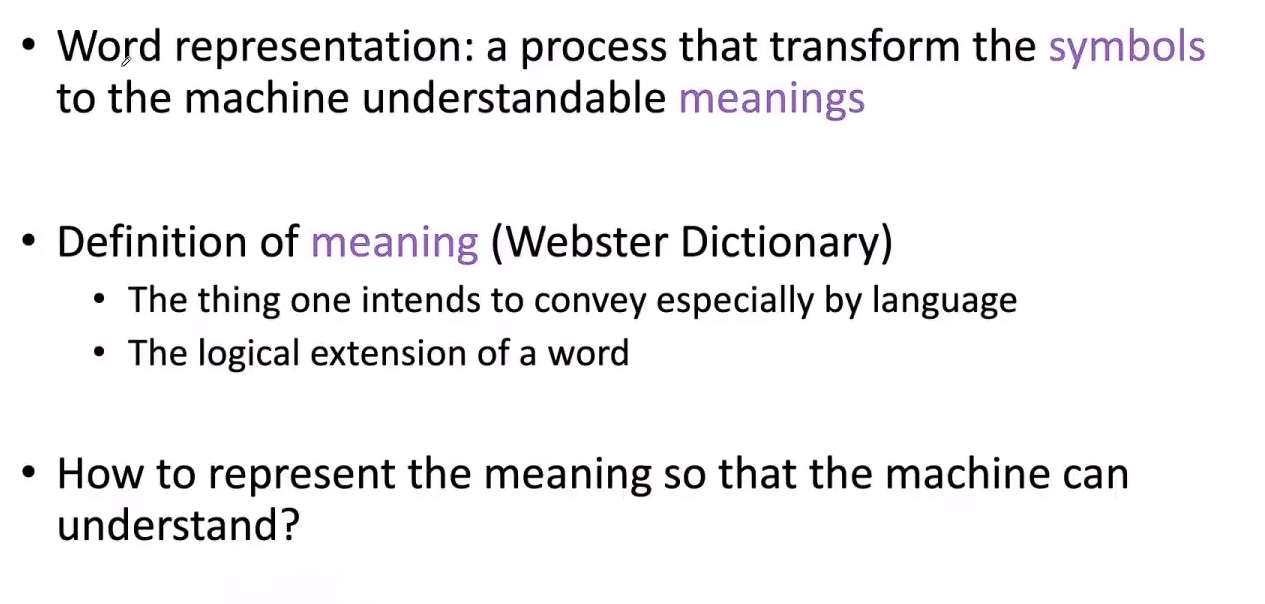 • Word representation: a process that transform the symbols
to the machine understandable meanings
• Definition of meaning (Webster Dictionary)
• The thing one intends to convey especially by language
• The logical extension of a word
• How to represent the meaning so that the machine can
understand?